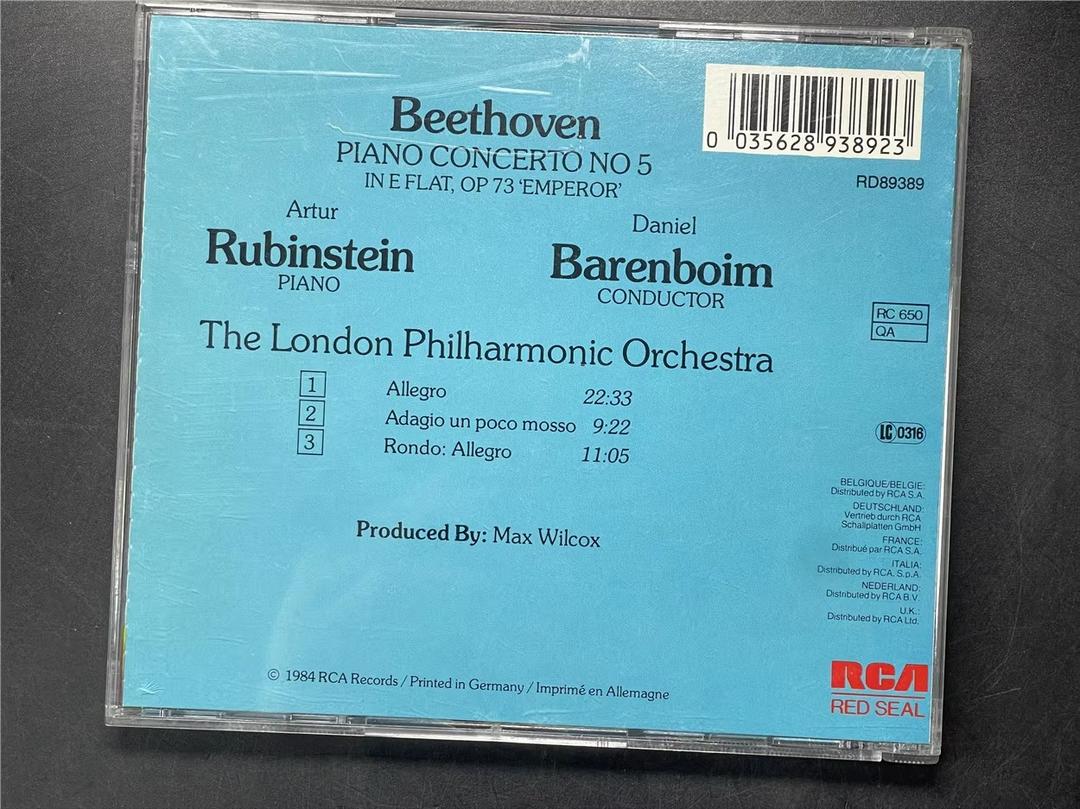 Beethoven
PIANO CONCERTO NO 5
IN E FLAT, OP 73 ‘EMPEROR’
0 035628 938923
RD89389
Artur
Rubinstein
PIANO
Daniel
Barenboim
CONDUCTOR
RC 650
QA
The London Philharmonic Orchestra
1 Allegro 22:33
2 Adagio un poco mosso 9:22
3 Rondo: Allegro 11:05
LC 0316
Produced By: Max Wilcox
BELGIQUE/BELGIE:
Distributed by RCA S.A.
DEUTSCHLAND:
Vertrieb durch RCA
Schallplatten GmbH
FRANCE:
Distribué par RCA S.A.
ITALIA:
Distributed by RCA. S.p.A.
NEDERLAND:
Distributed by RCA B.V.
U.K.:
Distributed by RCA Ltd.
© 1984 RCA Records / Printed in Germany / Imprimé en Allemagne
RCA
RED SEAL